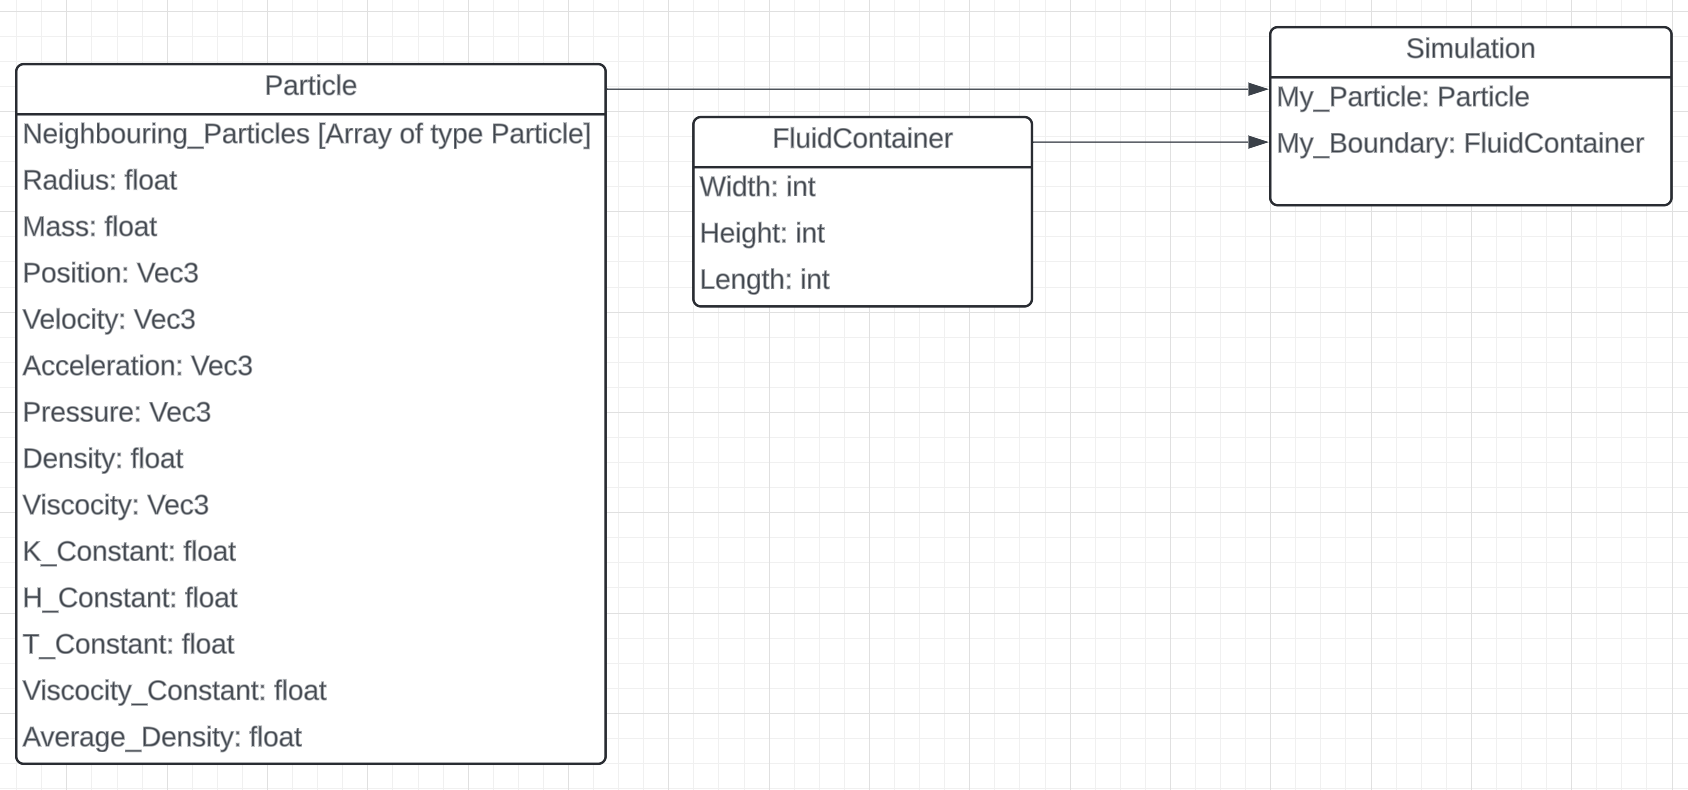 Particle
Neighbouring_Particles [Array of type Particle]
Radius: float
Mass: float
Position: Vec3
Velocity: Vec3
Acceleration: Vec3
Pressure: Vec3
Density: float
Viscocity: Vec3
K_Constant: float
H_Constant: float
T_Constant: float
Viscocity_Constant: float
Average_Density: float
FluidContainer
Width: int
Height: int
Length: int
Simulation
My_Particle: Particle
My_Boundary: FluidContainer